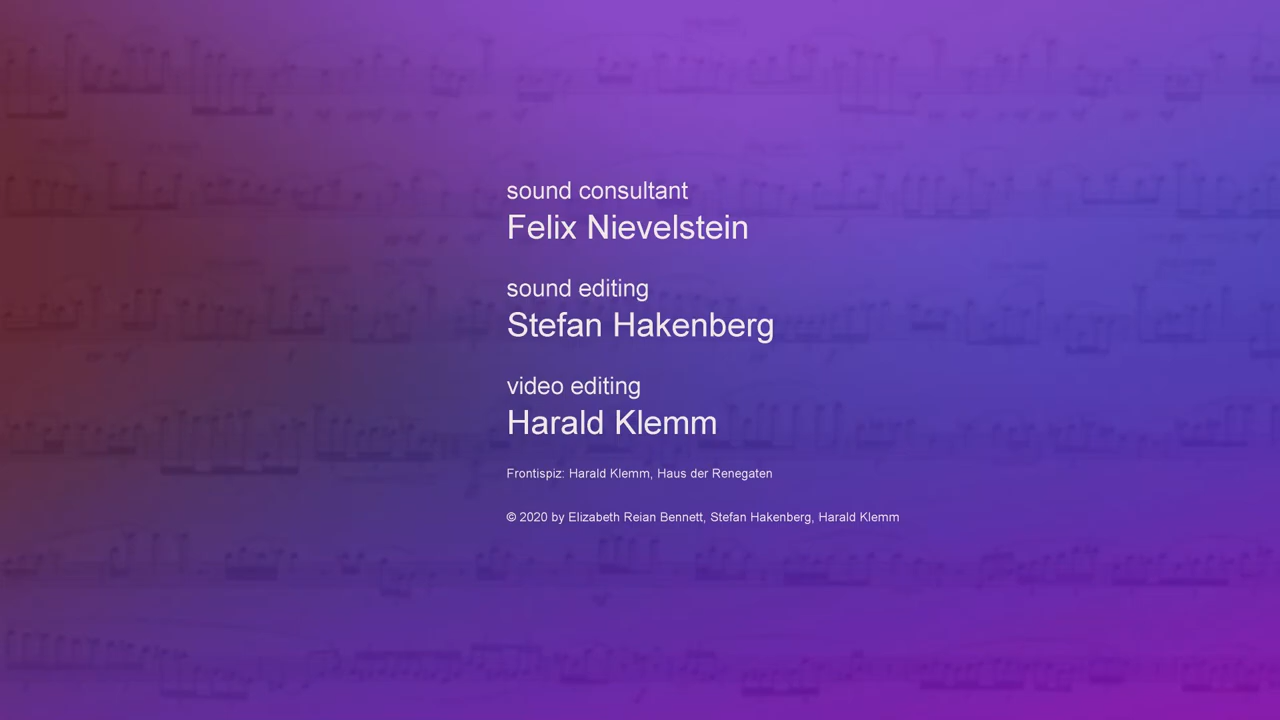 sound consultant
Felix Nievelstein
sound editing
Stefan Hakenberg
video editing
Harald Klemm
Frontispiz: Harald Klemm, Haus der Renegaten
© 2020 by Elizabeth Reian Bennett, Stefan Hakenberg, Harald Klemm